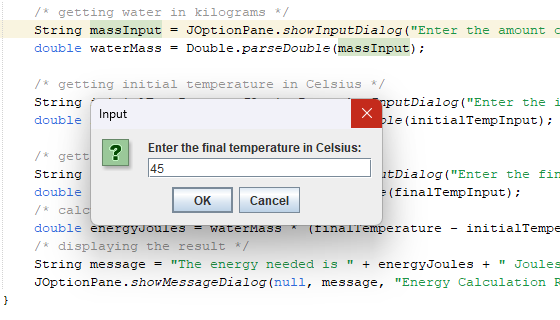 /* getting water in kilograms */
String massInput = JOptionPane.showInputDialog("Enter the amount o
double waterMass = Double.parseDouble(massInput);
/* getting initial temperature in Celsius */
String InputDialog("Enter the i
double (initialTempInput);
/* gett
String Dialog("Enter the fin
double (finalTempInput);
Input
Enter the final temperature in Celsius:
45
OK Cancel
/* calc
double energyJoules = waterMass * (finalTemperature - initialTempe
/* displaying the result */
String message = "The energy needed is " + energyJoules + " Joules
JOptionPane.showMessageDialog(null, message, "Energy Calculation R
}